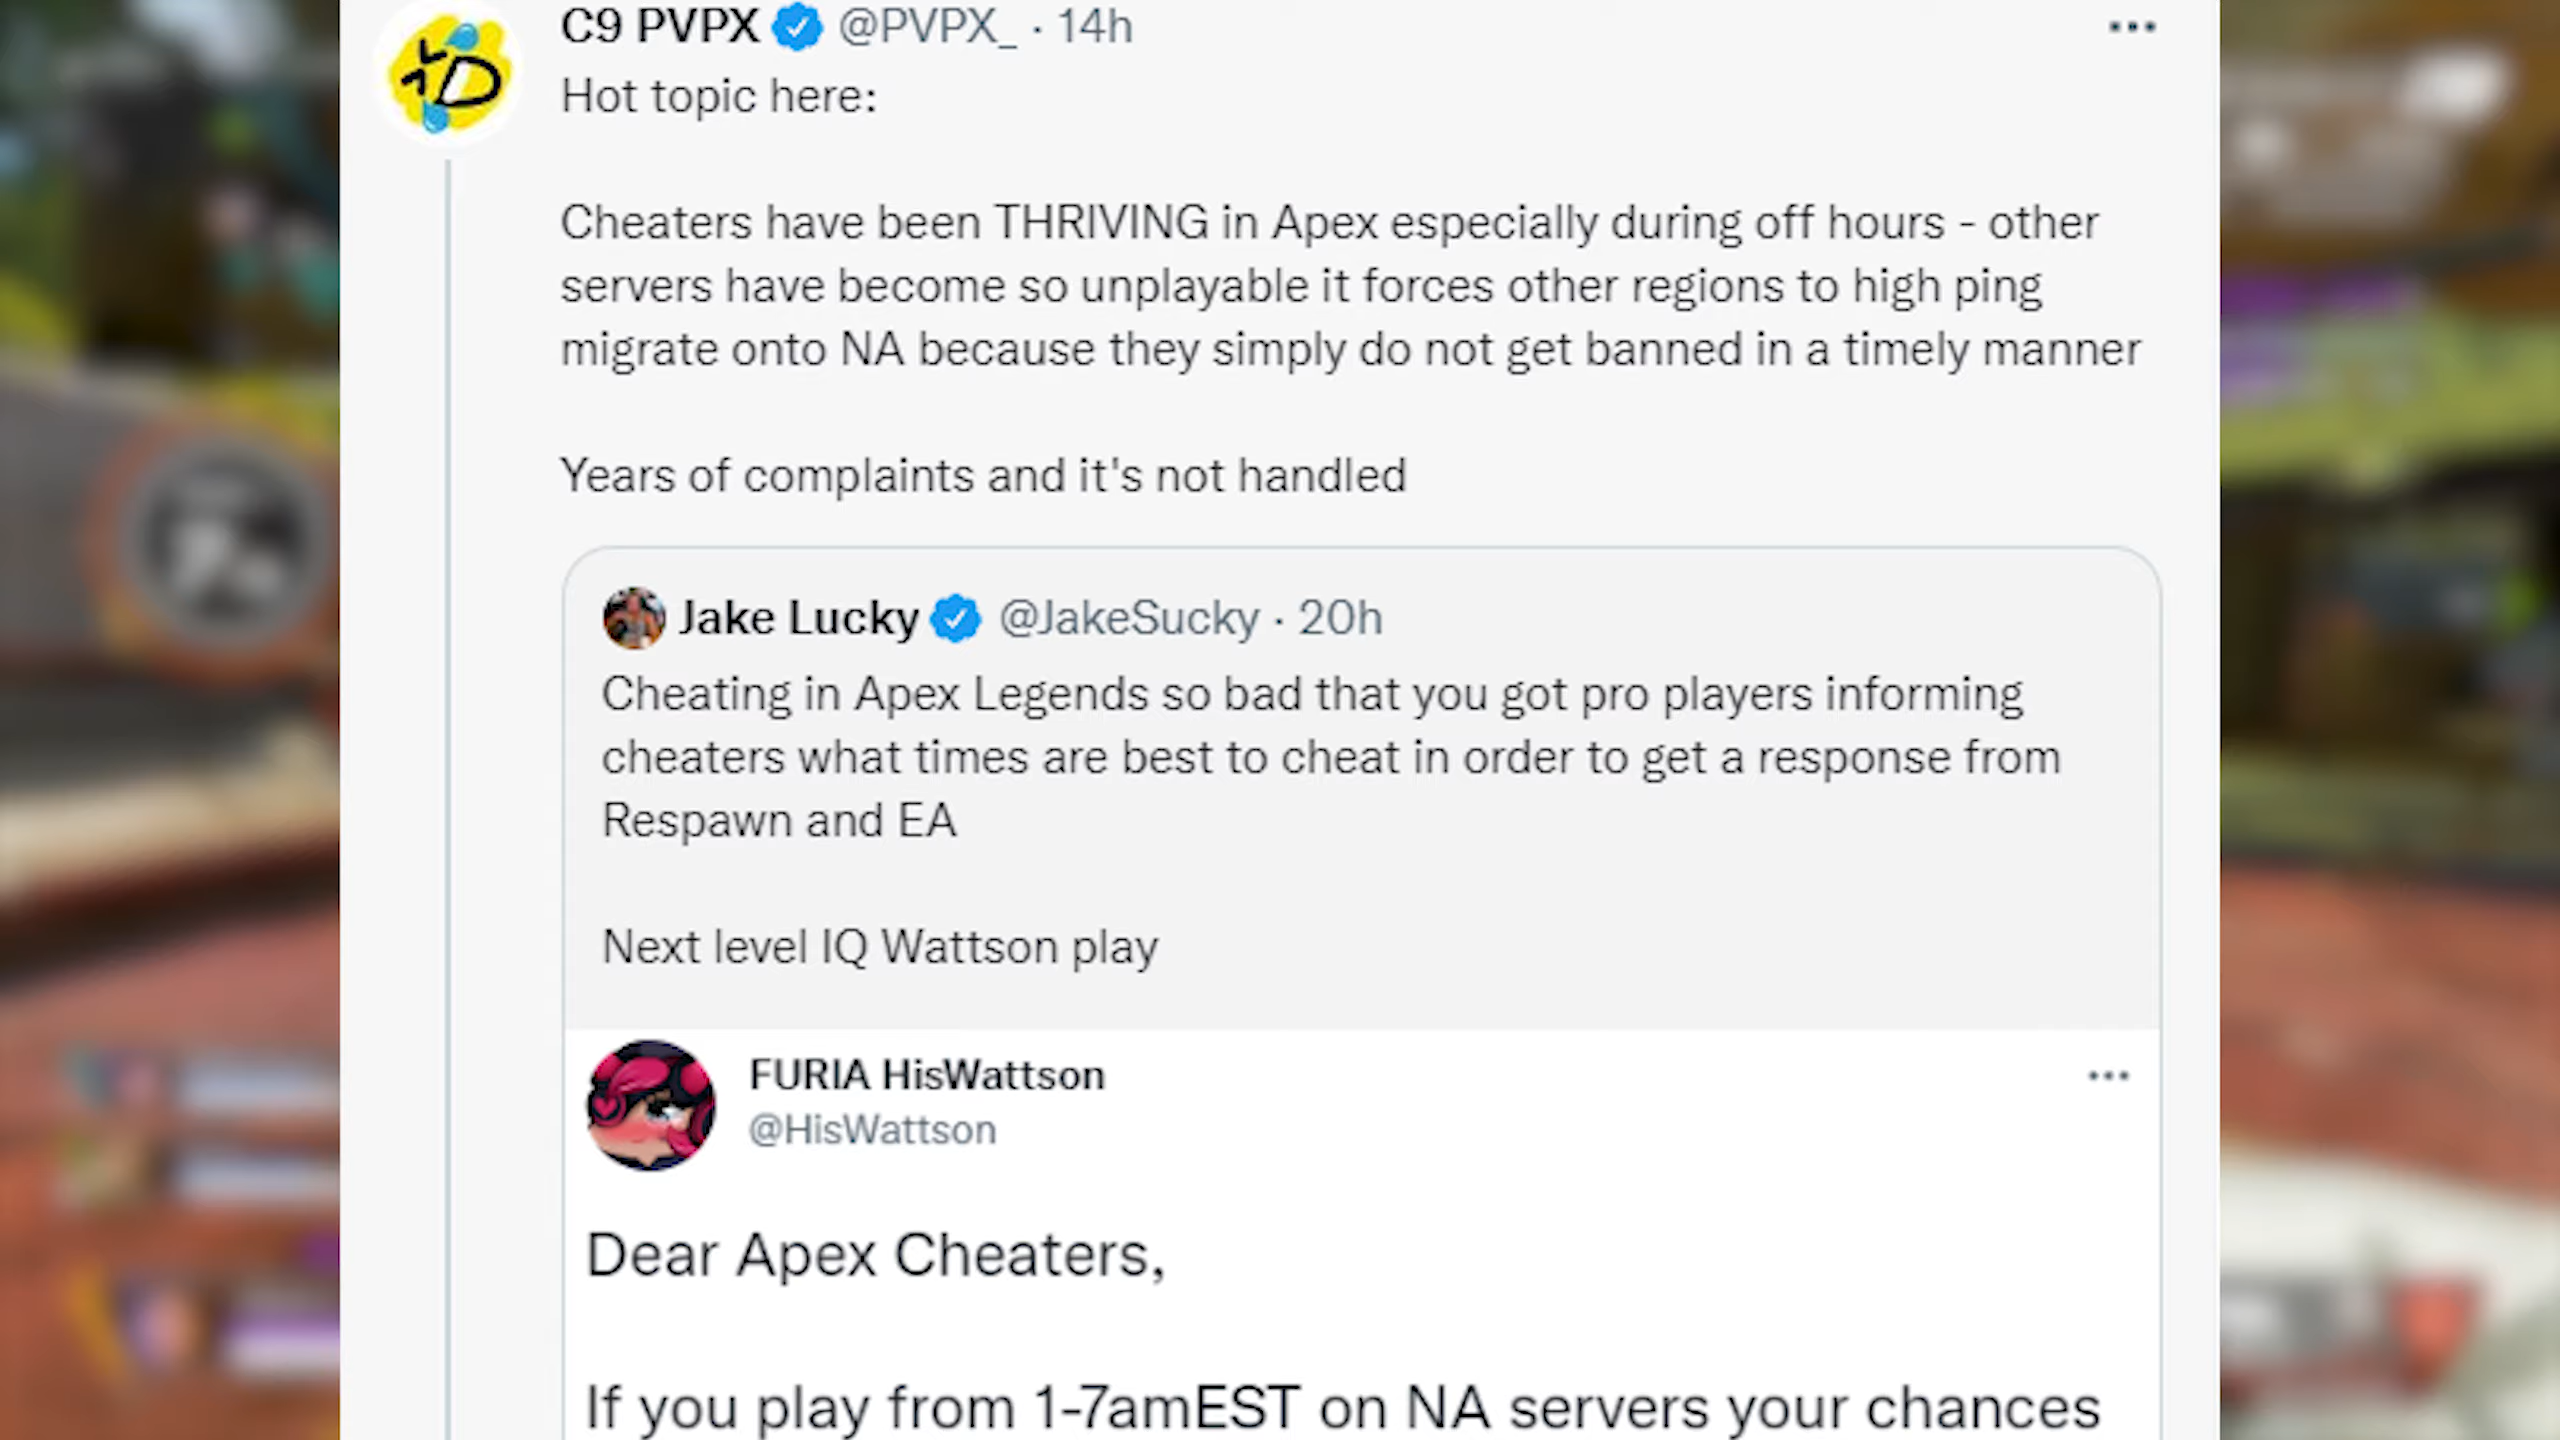 C9 PVPX @PVPX_ · 14h
Hot topic here:
Cheaters have been THRIVING in Apex especially during off hours - other
servers have become so unplayable it forces other regions to high ping
migrate onto NA because they simply do not get banned in a timely manner
Years of complaints and it's not handled
Jake Lucky @JakeSucky · 20h
Cheating in Apex Legends so bad that you got pro players informing
cheaters what times are best to cheat in order to get a response from
Respawn and EA
Next level IQ Wattson play
FURIA HisWattson
@HisWattson
Dear Apex Cheaters,
If you play from 1-7amEST on NA servers your chances